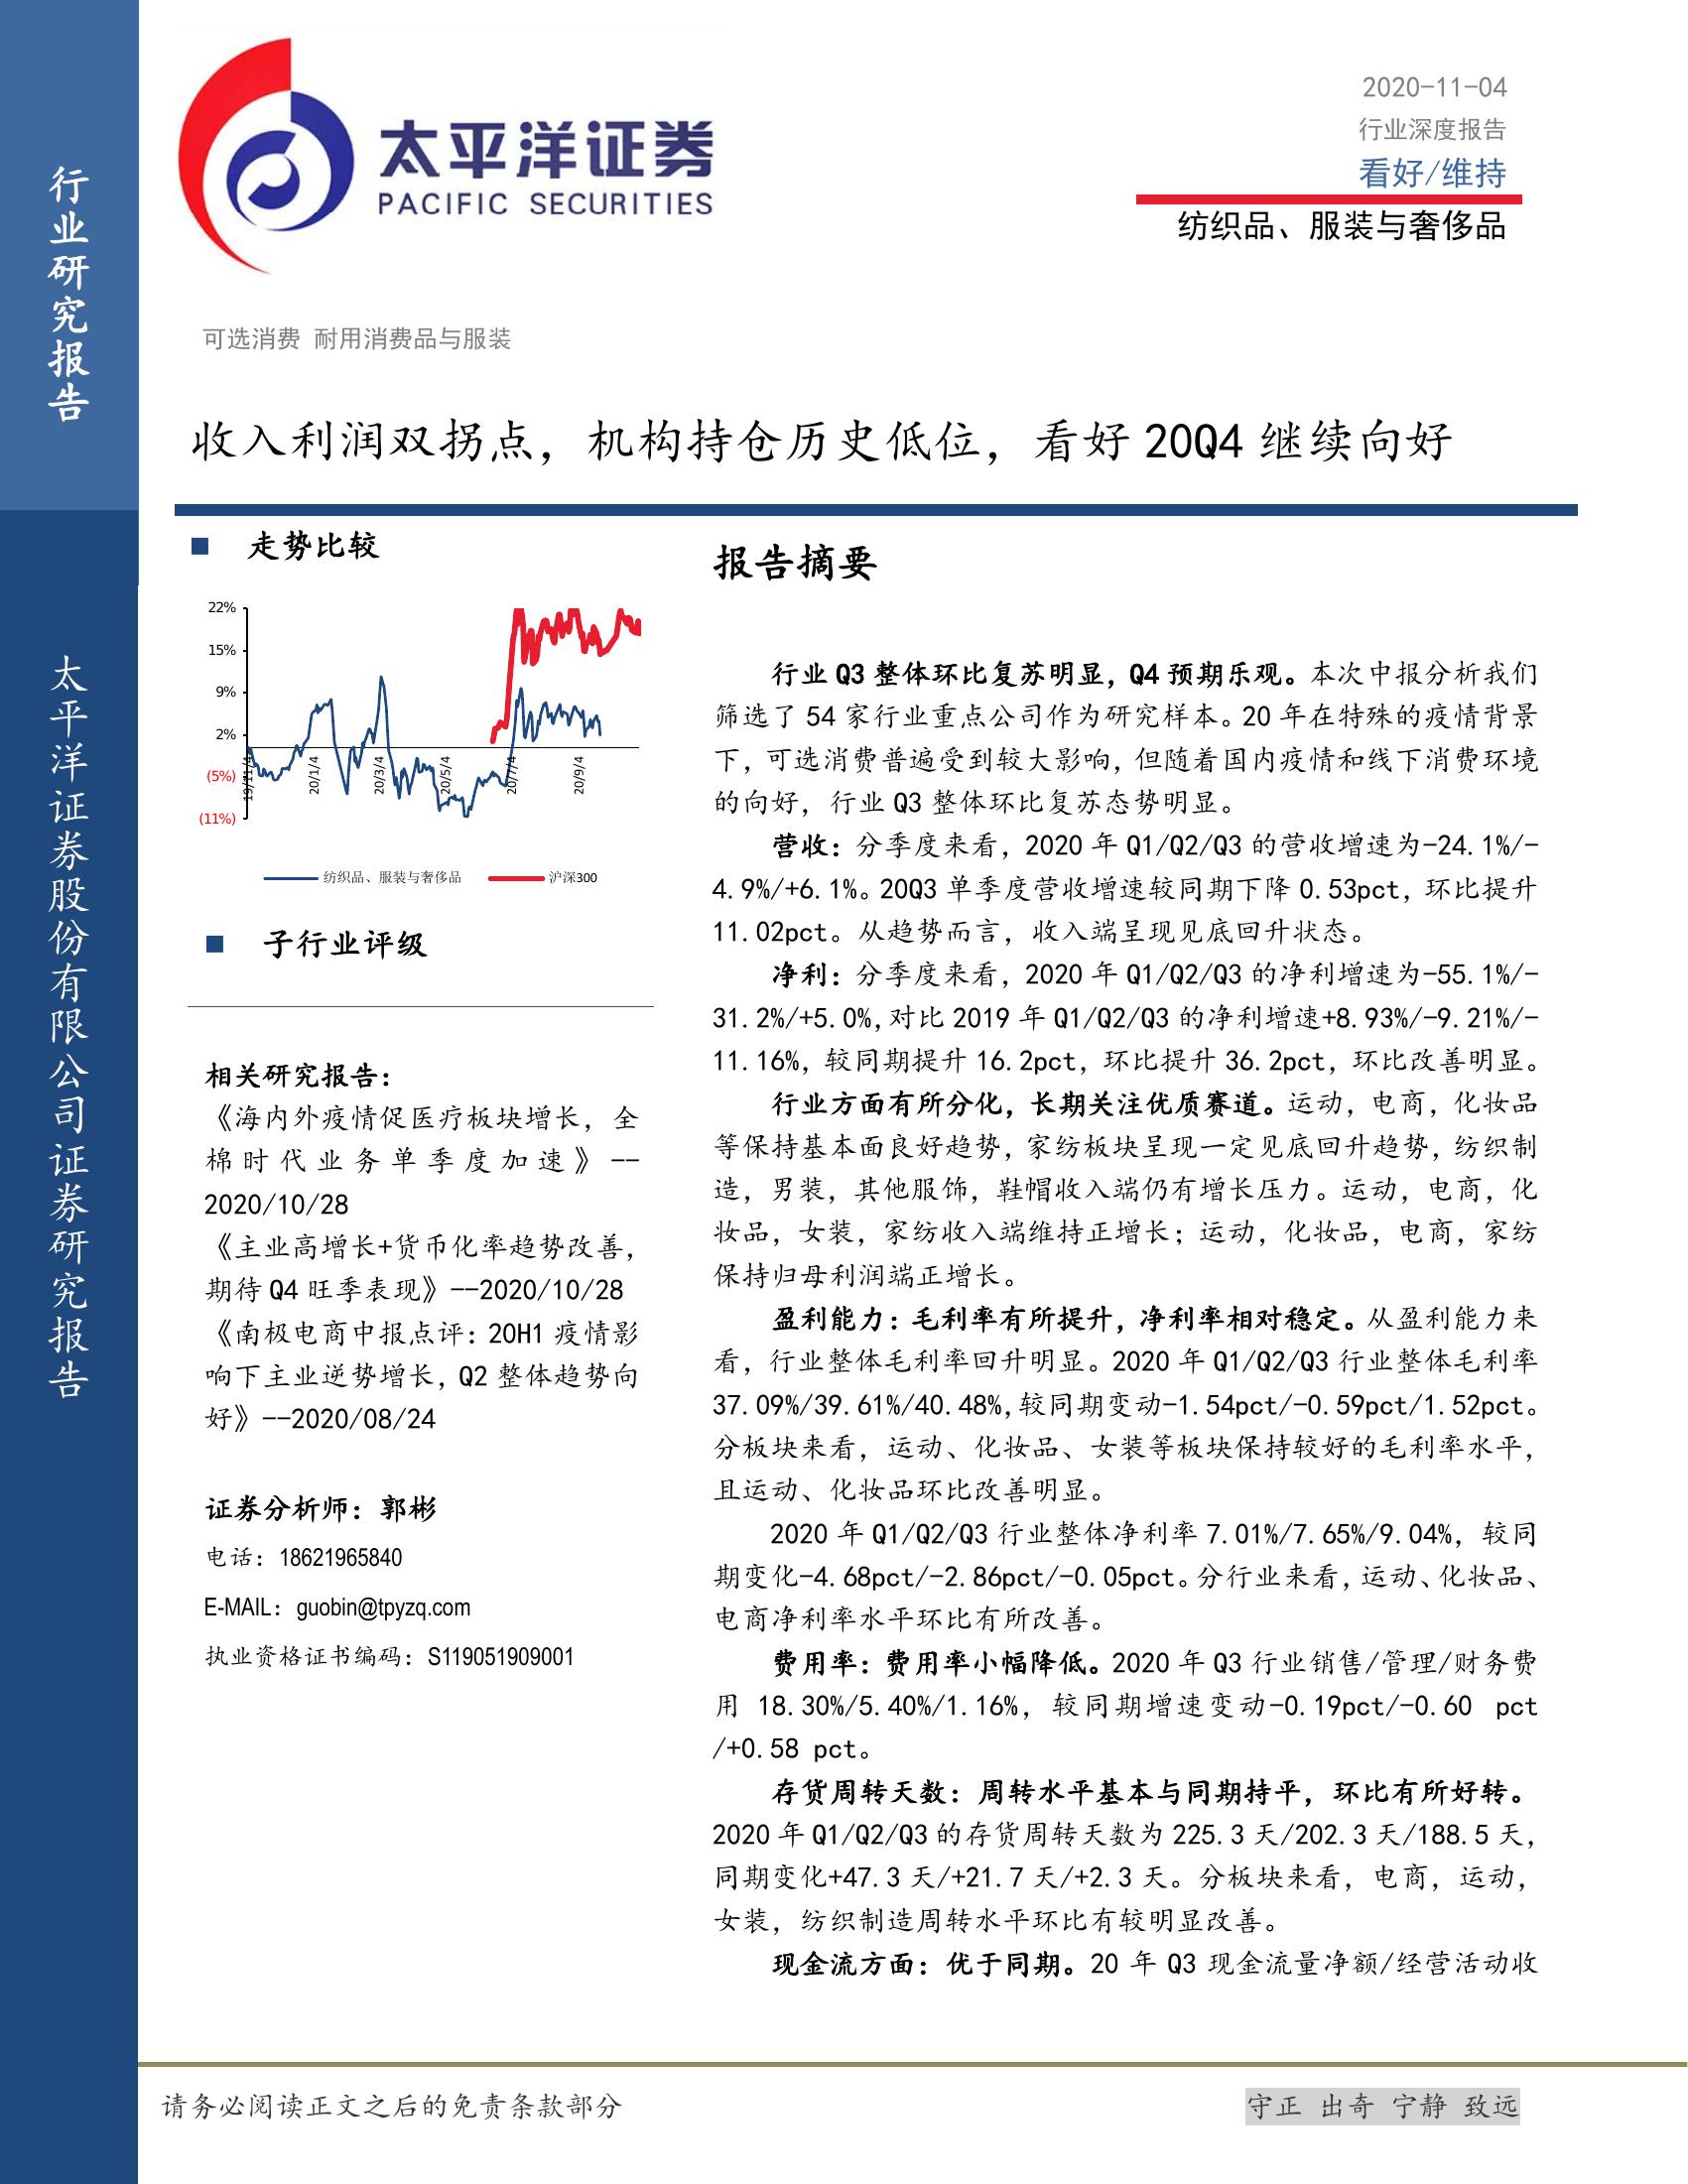 行业研究报告
太平洋证券股份有限公司证券研究报告
太平洋证券
PACIFIC SECURITIES
2020-11-04
行业深度报告
看好/维持
纺织品、服装与奢侈品
可选消费 耐用消费品与服装
收入利润双拐点，机构持仓历史低位，看好 20Q4 继续向好
走势比较
22%
15%
9%
2%
(5%)
(11%)
19/11/4
20/1/4
20/3/4
20/5/4
20/7/4
20/9/4
纺织品、服装与奢侈品
沪深300
子行业评级
相关研究报告：
《海内外疫情促医疗板块增长，全
棉时代业务单季度加速》--
2020/10/28
《主业高增长+货币化率趋势改善，
期待 Q4 旺季表现》--2020/10/28
《南极电商中报点评：20H1 疫情影
响下主业逆势增长，Q2 整体趋势向
好》--2020/08/24
证券分析师：郭彬
电话：18621965840
E-MAIL：guobin@tpyzq.com
执业资格证书编码：S119051909001
报告摘要
行业 Q3 整体环比复苏明显，Q4 预期乐观。本次中报分析我们
筛选了 54 家行业重点公司作为研究样本。20 年在特殊的疫情背景
下，可选消费普遍受到较大影响，但随着国内疫情和线下消费环境
的向好，行业 Q3 整体环比复苏态势明显。
营收：分季度来看，2020 年 Q1/Q2/Q3 的营收增速为-24.1%/-
4.9%/+6.1%。20Q3 单季度营收增速较同期下降 0.53pct，环比提升
11.02pct。从趋势而言，收入端呈现见底回升状态。
净利：分季度来看，2020 年 Q1/Q2/Q3 的净利增速为-55.1%/-
31.2%/+5.0%,对比 2019 年 Q1/Q2/Q3 的净利增速+8.93%/-9.21%/-
11.16%，较同期提升 16.2pct，环比提升 36.2pct，环比改善明显。
行业方面有所分化，长期关注优质赛道。运动，电商，化妆品
等保持基本面良好趋势，家纺板块呈现一定见底回升趋势，纺织制
造，男装，其他服饰，鞋帽收入端仍有增长压力。运动，电商，化
妆品，女装，家纺收入端维持正增长；运动，化妆品，电商，家纺
保持归母利润端正增长。
盈利能力：毛利率有所提升，净利率相对稳定。从盈利能力来
看，行业整体毛利率回升明显。2020 年 Q1/Q2/Q3 行业整体毛利率
37.09%/39.61%/40.48%,较同期变动-1.54pct/-0.59pct/1.52pct。
分板块来看，运动、化妆品、女装等板块保持较好的毛利率水平，
且运动、化妆品环比改善明显。
2020 年 Q1/Q2/Q3 行业整体净利率 7.01%/7.65%/9.04%，较同
期变化-4.68pct/-2.86pct/-0.05pct。分行业来看，运动、化妆品、
电商净利率水平环比有所改善。
费用率：费用率小幅降低。2020 年 Q3 行业销售/管理/财务费
用 18.30%/5.40%/1.16%，较同期增速变动-0.19pct/-0.60 pct
/+0.58 pct。
存货周转天数：周转水平基本与同期持平，环比有所好转。
2020 年 Q1/Q2/Q3 的存货周转天数为 225.3 天/202.3 天/188.5 天，
同期变化+47.3 天/+21.7 天/+2.3 天。分板块来看，电商，运动，
女装，纺织制造周转水平环比有较明显改善。
现金流方面：优于同期。20 年 Q3 现金流量净额/经营活动收
请务必阅读正文之后的免责条款部分
守正 出奇 宁静 致远